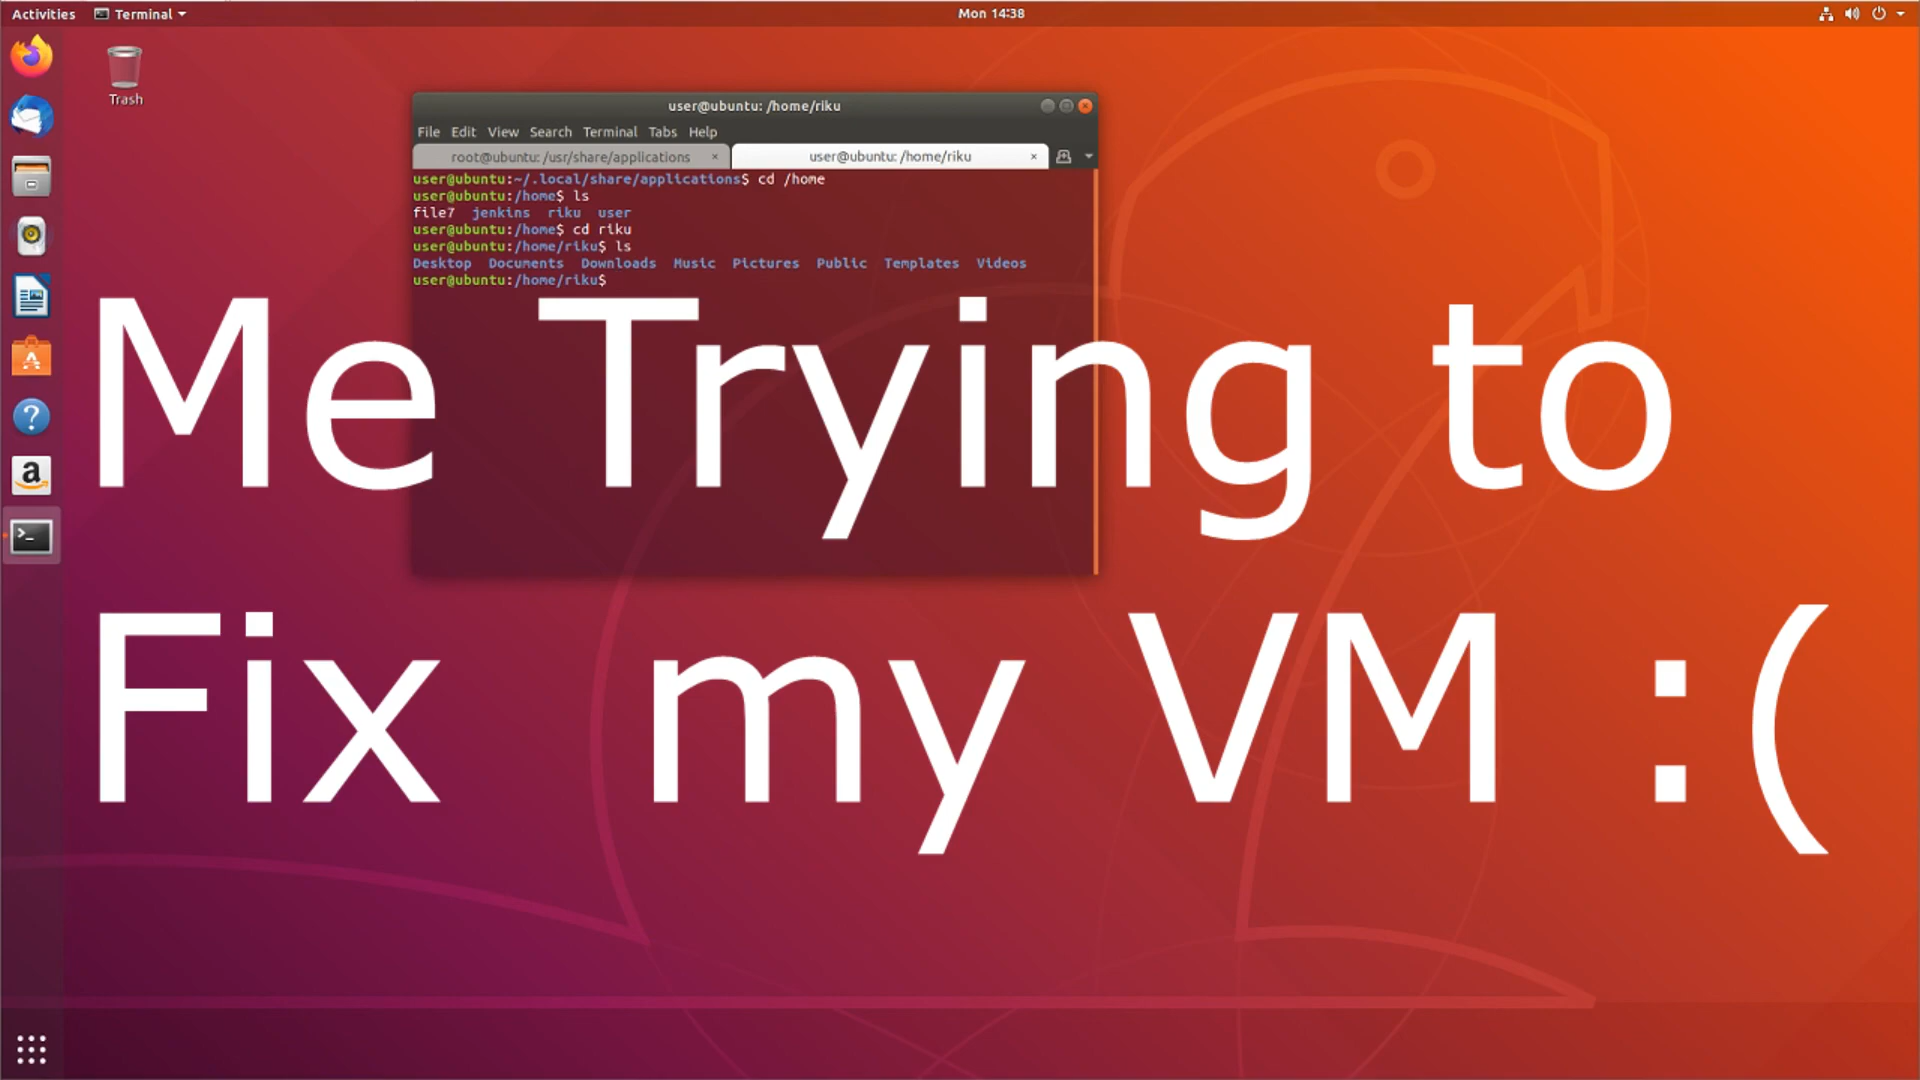 Activities Terminal Mon 14:38
Trash
user@ubuntu: /home/riku
File Edit View Search Terminal Tabs Help
root@ubuntu: /usr/share/applications × user@ubuntu: /home/riku ×
user@ubuntu:~/.local/share/applications$ cd /home
user@ubuntu:/home$ ls
file7 jenkins riku user
user@ubuntu:/home$ cd riku
user@ubuntu:/home/riku$ ls
Desktop Documents Downloads Music Pictures Public Templates Videos
user@ubuntu:/home/riku$
Me Trying to
Fix my VM :(